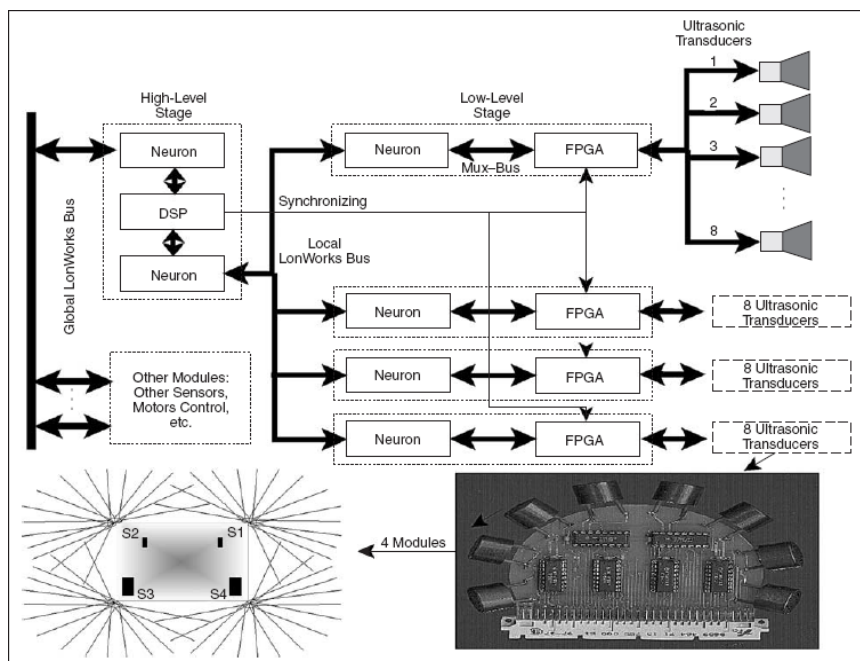 Ultrasonic
Transducers
High-Level
Stage
Low-Level
Stage
1
Neuron
Neuron
FPGA
2
Mux–Bus
3
DSP
Synchronizing
Global LonWorks Bus
Local
LonWorks Bus
Neuron
8
Neuron
FPGA
8 Ultrasonic
Transducers
Other Modules:
Other Sensors,
Motors Control,
etc.
Neuron
FPGA
8 Ultrasonic
Transducers
Neuron
FPGA
8 Ultrasonic
Transducers
S2
S1
S3
S4
4 Modules